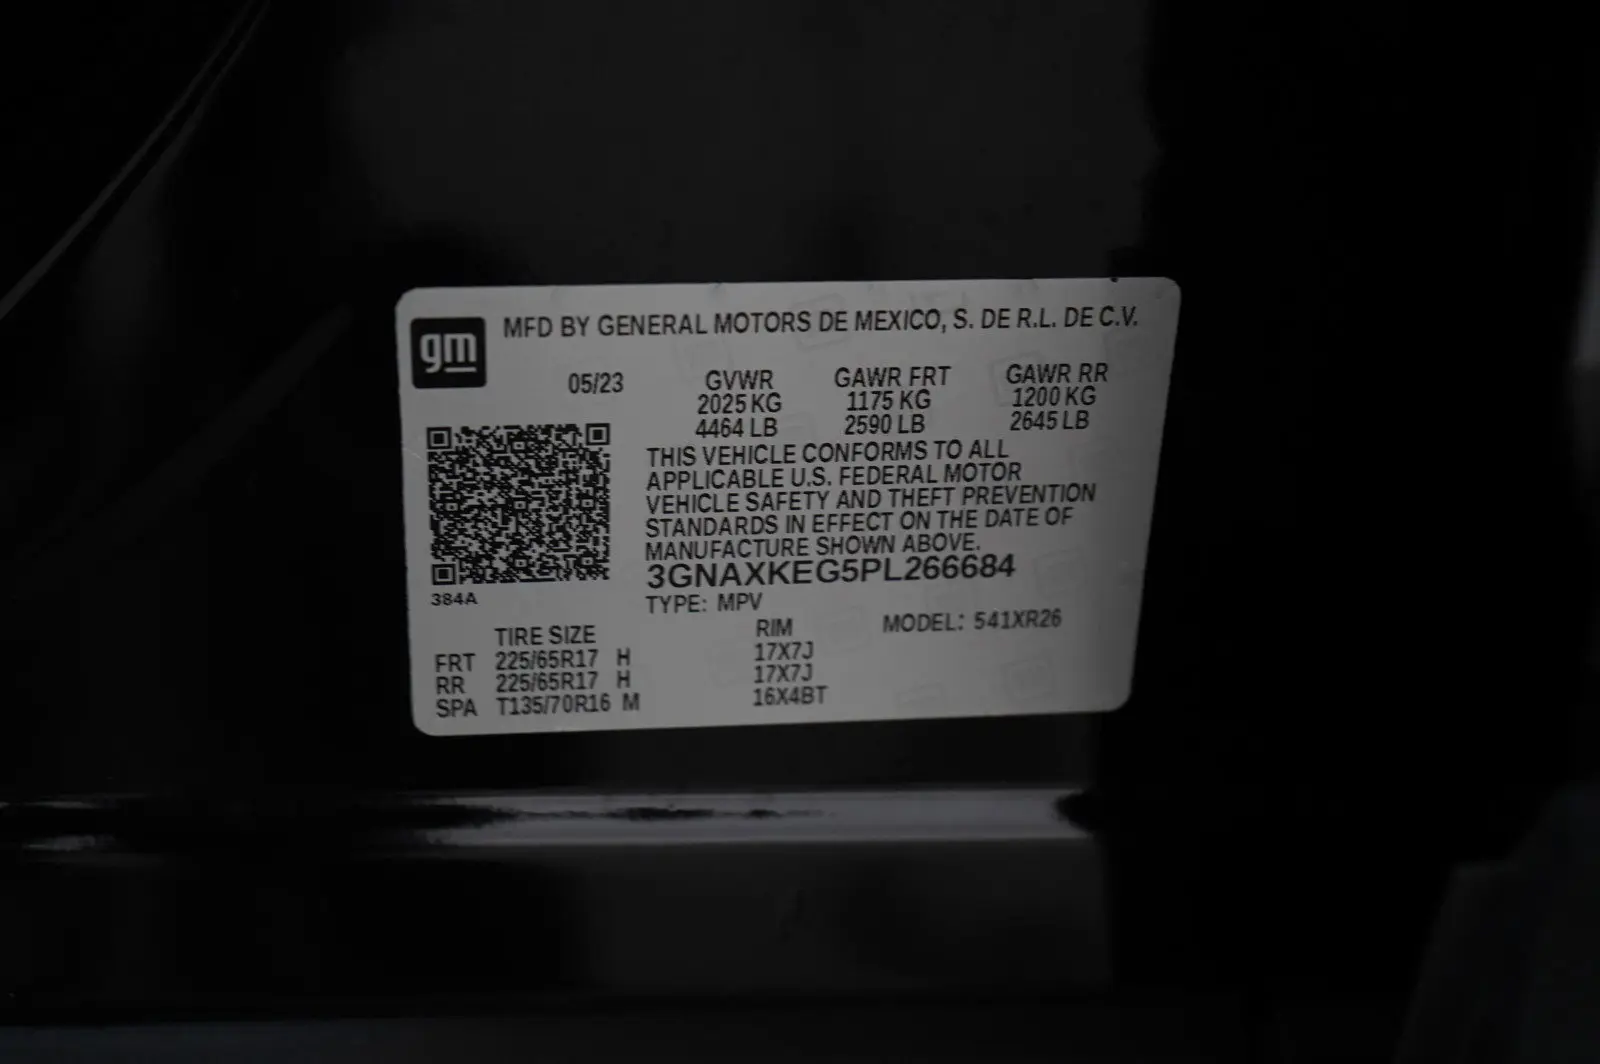 gm
MFD BY GENERAL MOTORS DE MEXICO, S. DE R.L. DE C.V.
05/23 GVWR GAWR FRT GAWR RR
2025 KG 1175 KG 1200 KG
4464 LB 2590 LB 2645 LB
THIS VEHICLE CONFORMS TO ALL
APPLICABLE U.S. FEDERAL MOTOR
VEHICLE SAFETY AND THEFT PREVENTION
STANDARDS IN EFFECT ON THE DATE OF
MANUFACTURE SHOWN ABOVE.
3GNAXKEG5PL266684
384A
TYPE: MPV
TIRE SIZE RIM MODEL: 541XR26
FRT 225/65R17 H 17X7J
RR 225/65R17 H 17X7J
SPA T135/70R16 M 16X4BT